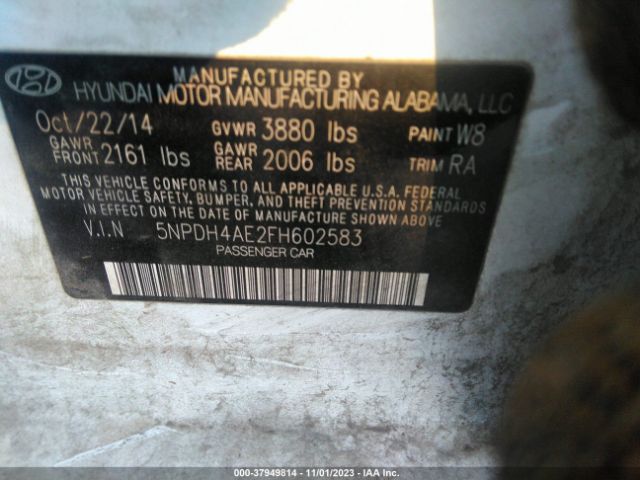 MANUFACTURED BY
HYUNDAI MOTOR MANUFACTURING ALABAMA, LLC
Oct/22/14 GVWR 3880 lbs PAINT W8
GAWR FRONT 2161 lbs GAWR REAR 2006 lbs TRIM RA
THIS VEHICLE CONFORMS TO ALL APPLICABLE U.S.A. FEDERAL
MOTOR VEHICLE SAFETY, BUMPER, AND THEFT PREVENTION STANDARDS
IN EFFECT ON THE DATE OF MANUFACTURE SHOWN ABOVE.
V.I.N 5NPDH4AE2FH602583
PASSENGER CAR
000-37949814 - 11/01/2023 - IAA Inc.